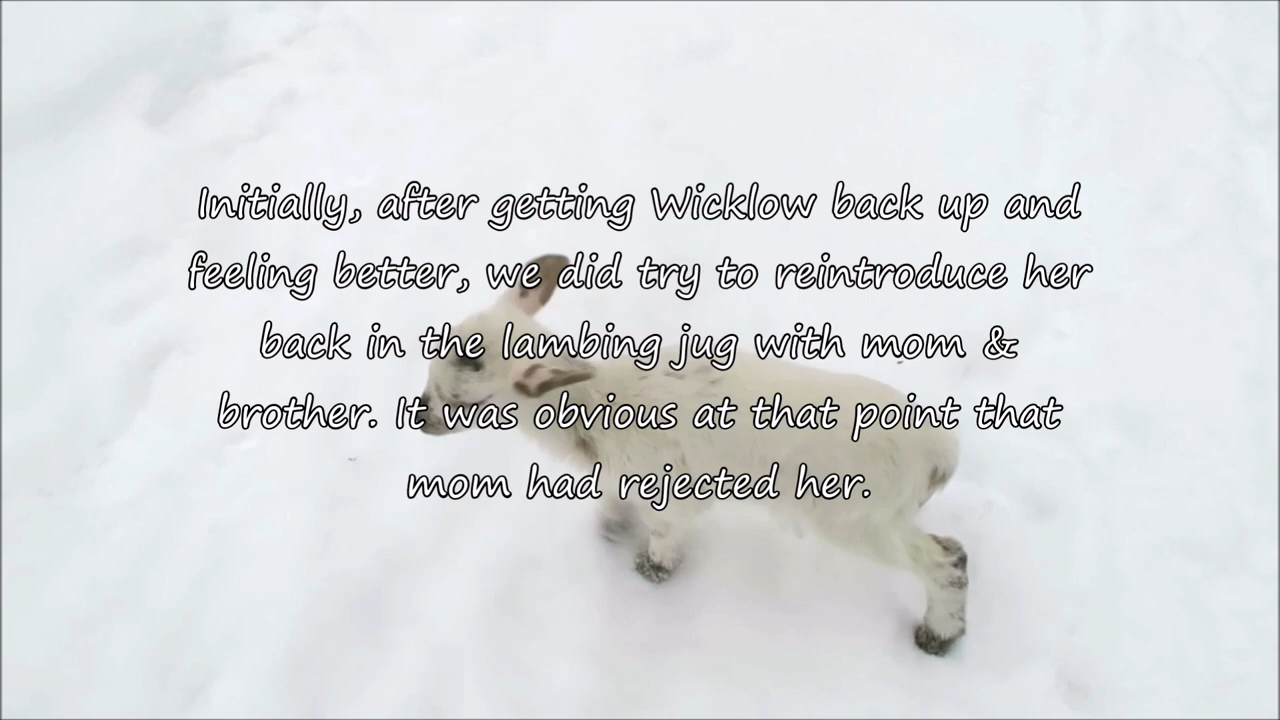 Initially, after getting Wicklow back up and
feeling better, we did try to reintroduce her
back in the lambing jug with mom &
brother. It was obvious at that point that
mom had rejected her.